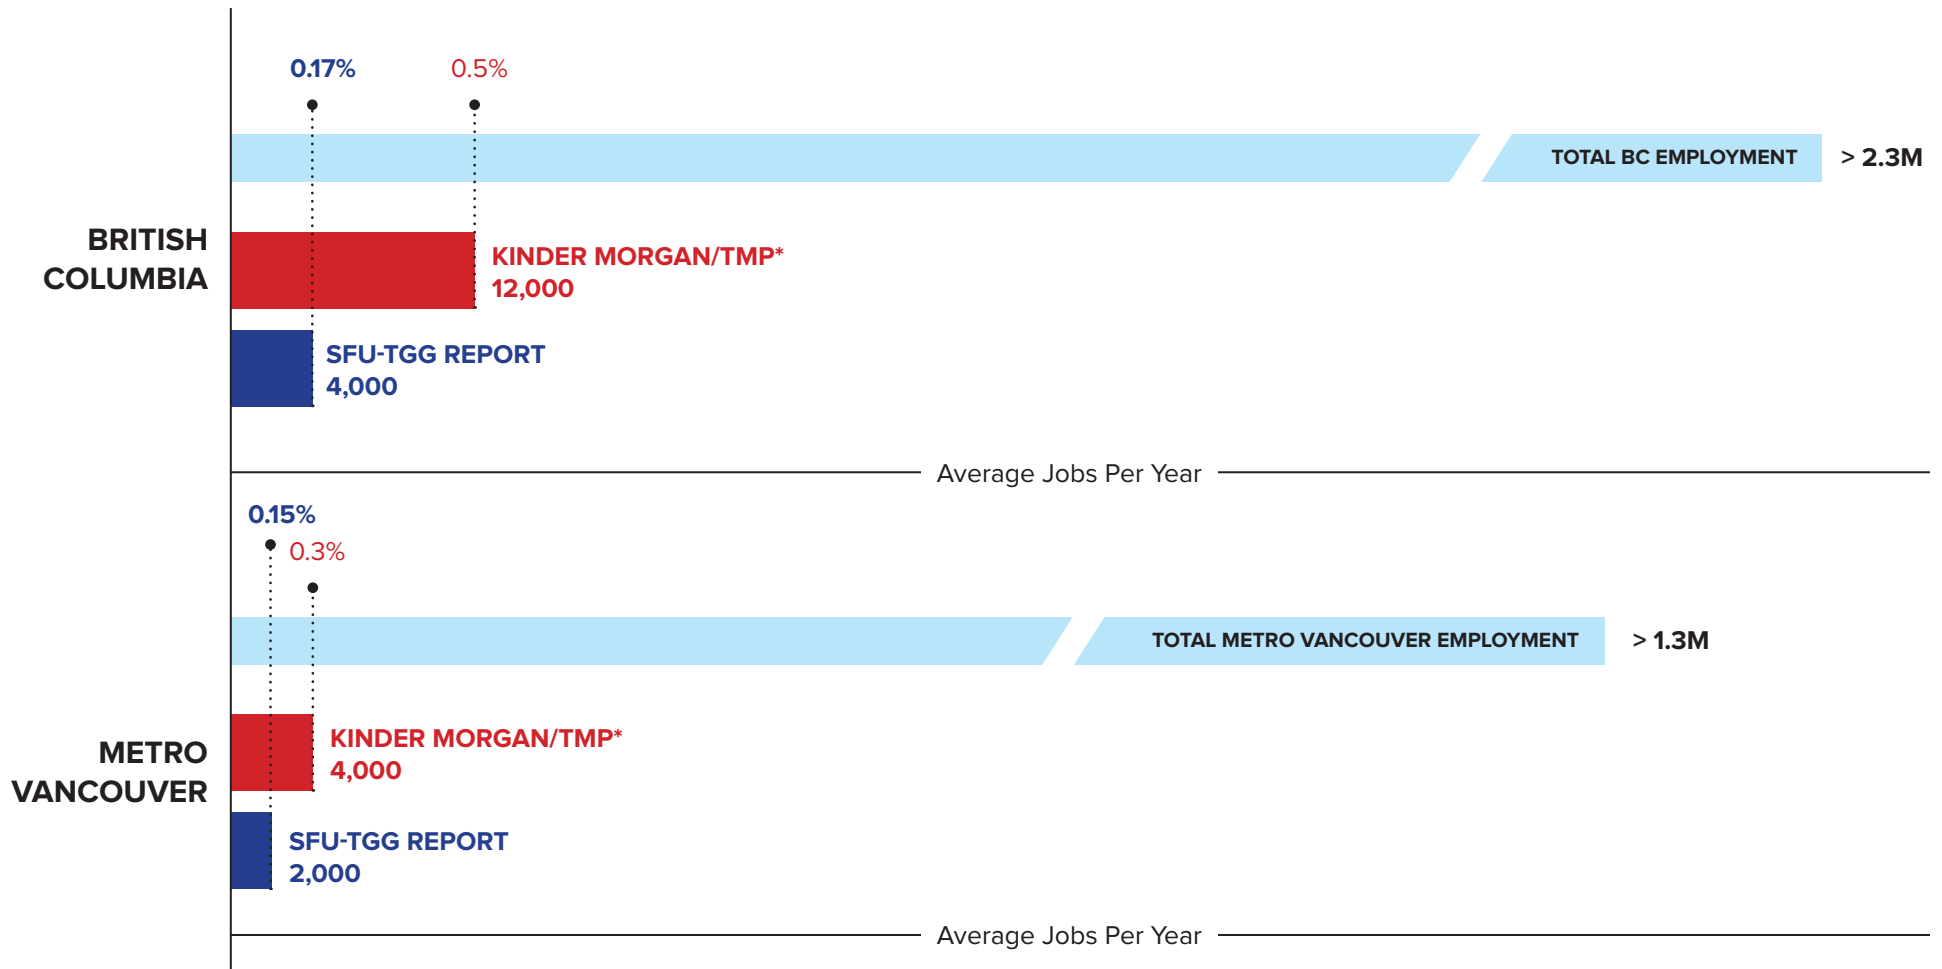 0.17%
0.5%
TOTAL BC EMPLOYMENT
> 2.3M
BRITISH
COLUMBIA
KINDER MORGAN/TMP*
12,000
SFU-TGG REPORT
4,000
Average Jobs Per Year
0.15%
0.3%
TOTAL METRO VANCOUVER EMPLOYMENT
> 1.3M
METRO
VANCOUVER
KINDER MORGAN/TMP*
4,000
SFU-TGG REPORT
2,000
Average Jobs Per Year